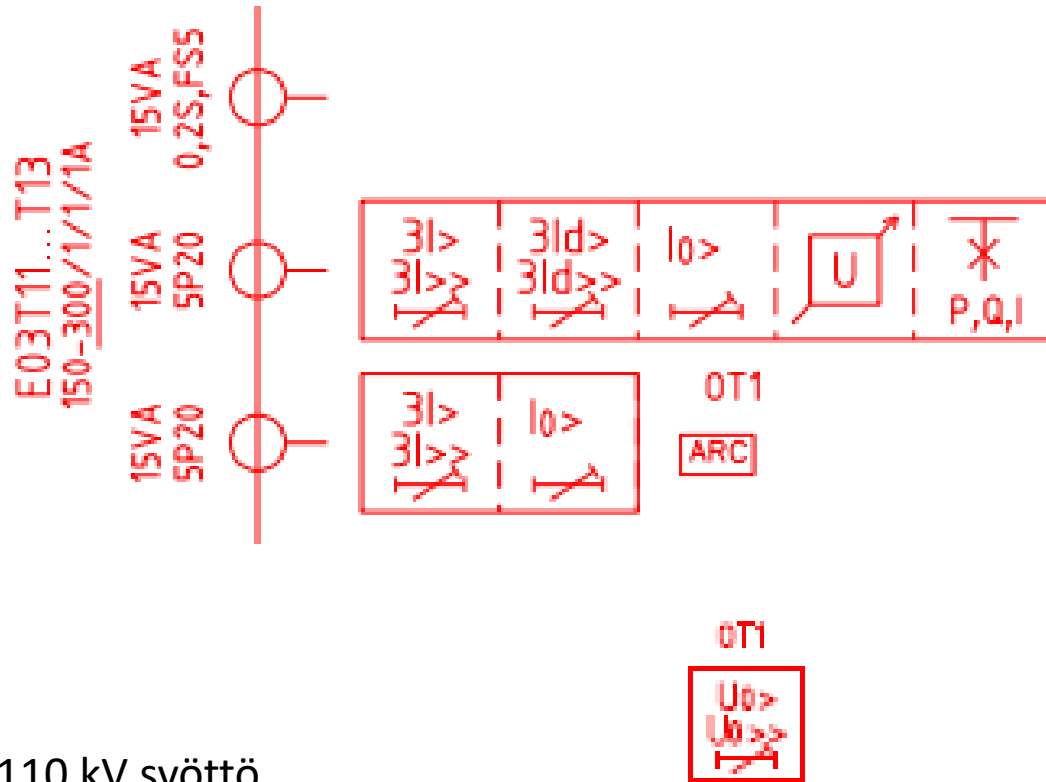 E03T11...T13
150-300/1/1/1A
15VA
0,2S,FS5
15VA
5P20
3I>
3I>>
3Id>
3Id>>
I0>
U
P,Q,I
15VA
5P20
3I>
3I>>
I0>
0T1
ARC
0T1
U0>
U0>>
110 kV syöttö